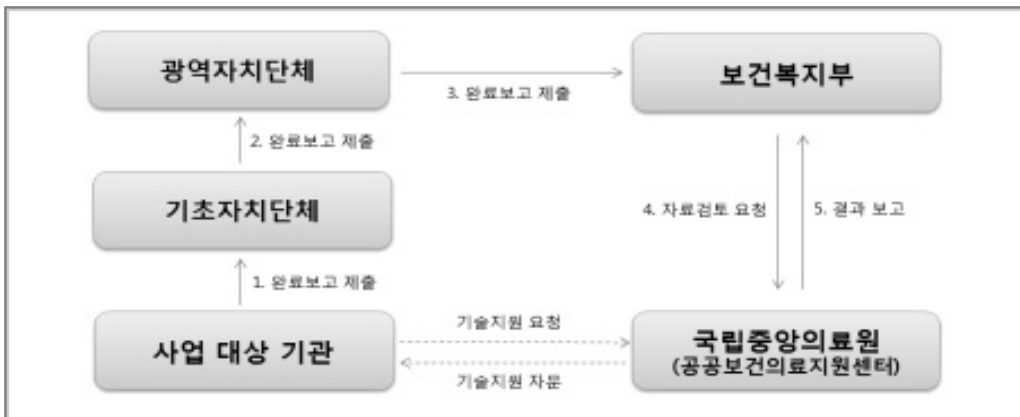 광역자치단체
보건복지부
3. 완료보고 제출
2. 완료보고 제출
기초자치단체
4. 자료검토 요청
5. 결과 보고
1. 완료보고 제출
사업 대상 기관
기술지원 요청
기술지원 자문
국립중앙의료원
(공공보건의료지원센터)